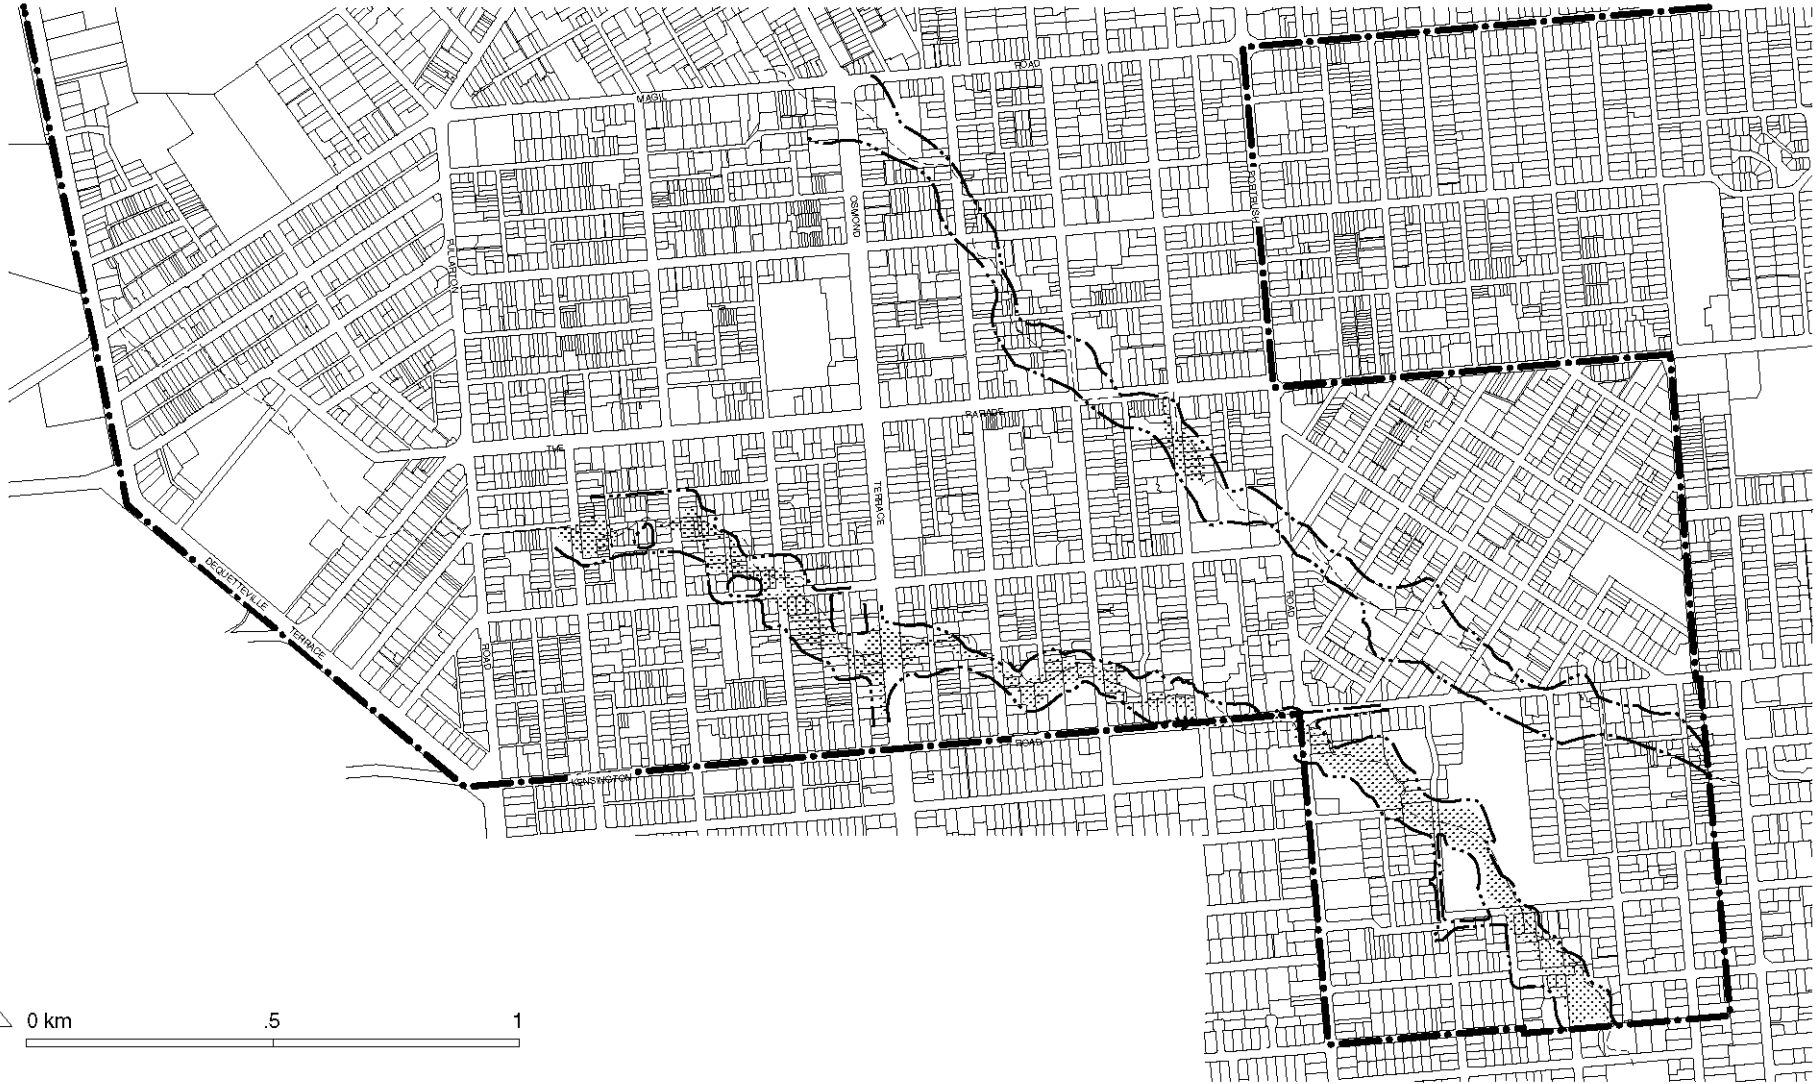 ROAD
MAGILL
PORTRUSH
OSMOND
FULLARTON
PARADE
THE
TERRACE
DEQUETTEVILLE
TERRACE
ROAD
ROAD
ROAD
KENSINGTON
0 km .5 1